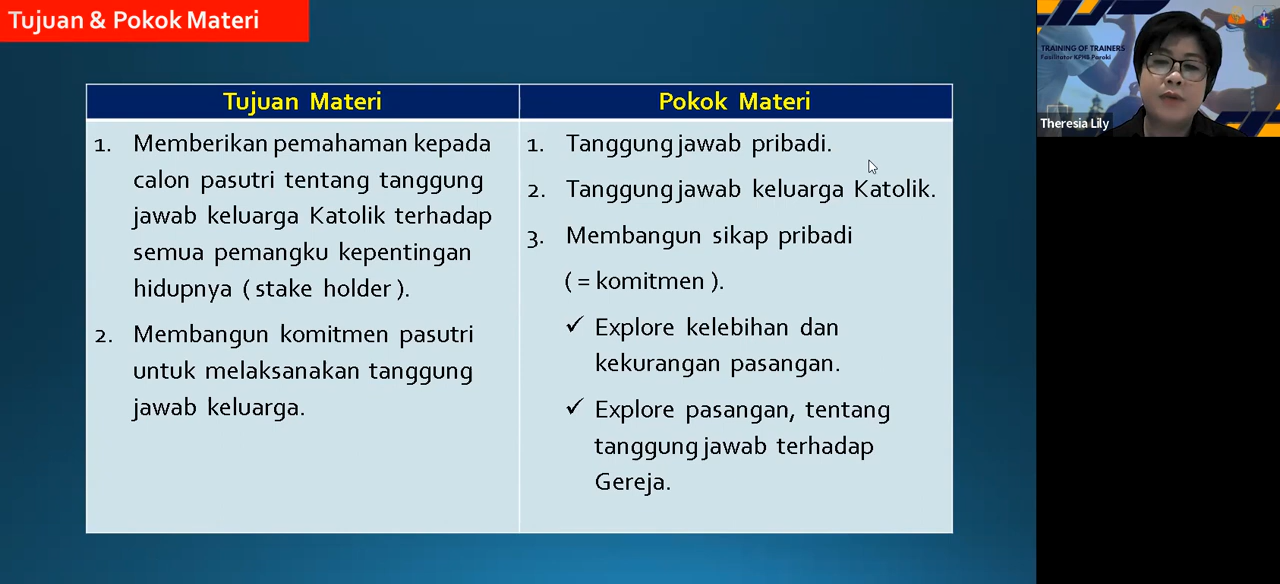 Tujuan & Pokok Materi
Tujuan Materi
1. Memberikan pemahaman kepada
calon pasutri tentang tanggung
jawab keluarga Katolik terhadap
semua pemangku kepentingan
hidupnya ( stake holder ).
2. Membangun komitmen pasutri
untuk melaksanakan tanggung
jawab keluarga.
Pokok Materi
1. Tanggung jawab pribadi.
2. Tanggung jawab keluarga Katolik.
3. Membangun sikap pribadi
( = komitmen ).
✓ Explore kelebihan dan
kekurangan pasangan.
✓ Explore pasangan, tentang
tanggung jawab terhadap
Gereja.
TRAINING OF TRAINERS
Fasilitator KPHB Paroki
Theresia Lily